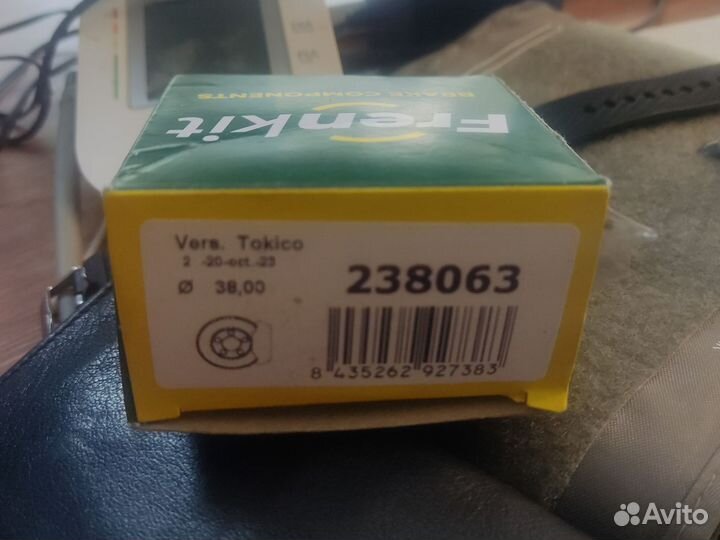 Frenkit
BRAKE COMPONENTS
Vers. Tokico
2 -20-oct.-23
Ø 38,00
238063
8 435262 927383
Avito